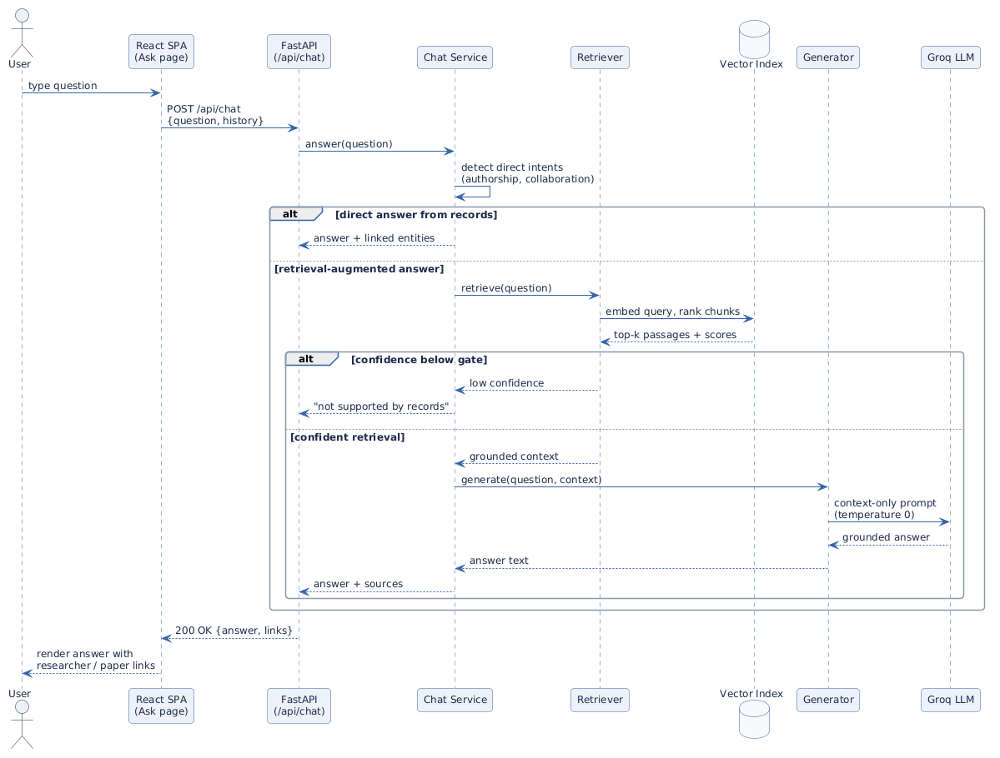 User
React SPA
(Ask page)
FastAPI
(/api/chat)
Chat Service
Retriever
Vector Index
Generator
Groq LLM
type question
POST /api/chat
{question, history}
answer(question)
detect direct intents
(authorship, collaboration)
alt [direct answer from records]
answer + linked entities
[retrieval-augmented answer]
retrieve(question)
embed query, rank chunks
top-k passages + scores
alt [confidence below gate]
low confidence
"not supported by records"
[confident retrieval]
grounded context
generate(question, context)
context-only prompt
(temperature 0)
grounded answer
answer text
answer + sources
200 OK {answer, links}
render answer with
researcher / paper links
User
React SPA
(Ask page)
FastAPI
(/api/chat)
Chat Service
Retriever
Vector Index
Generator
Groq LLM